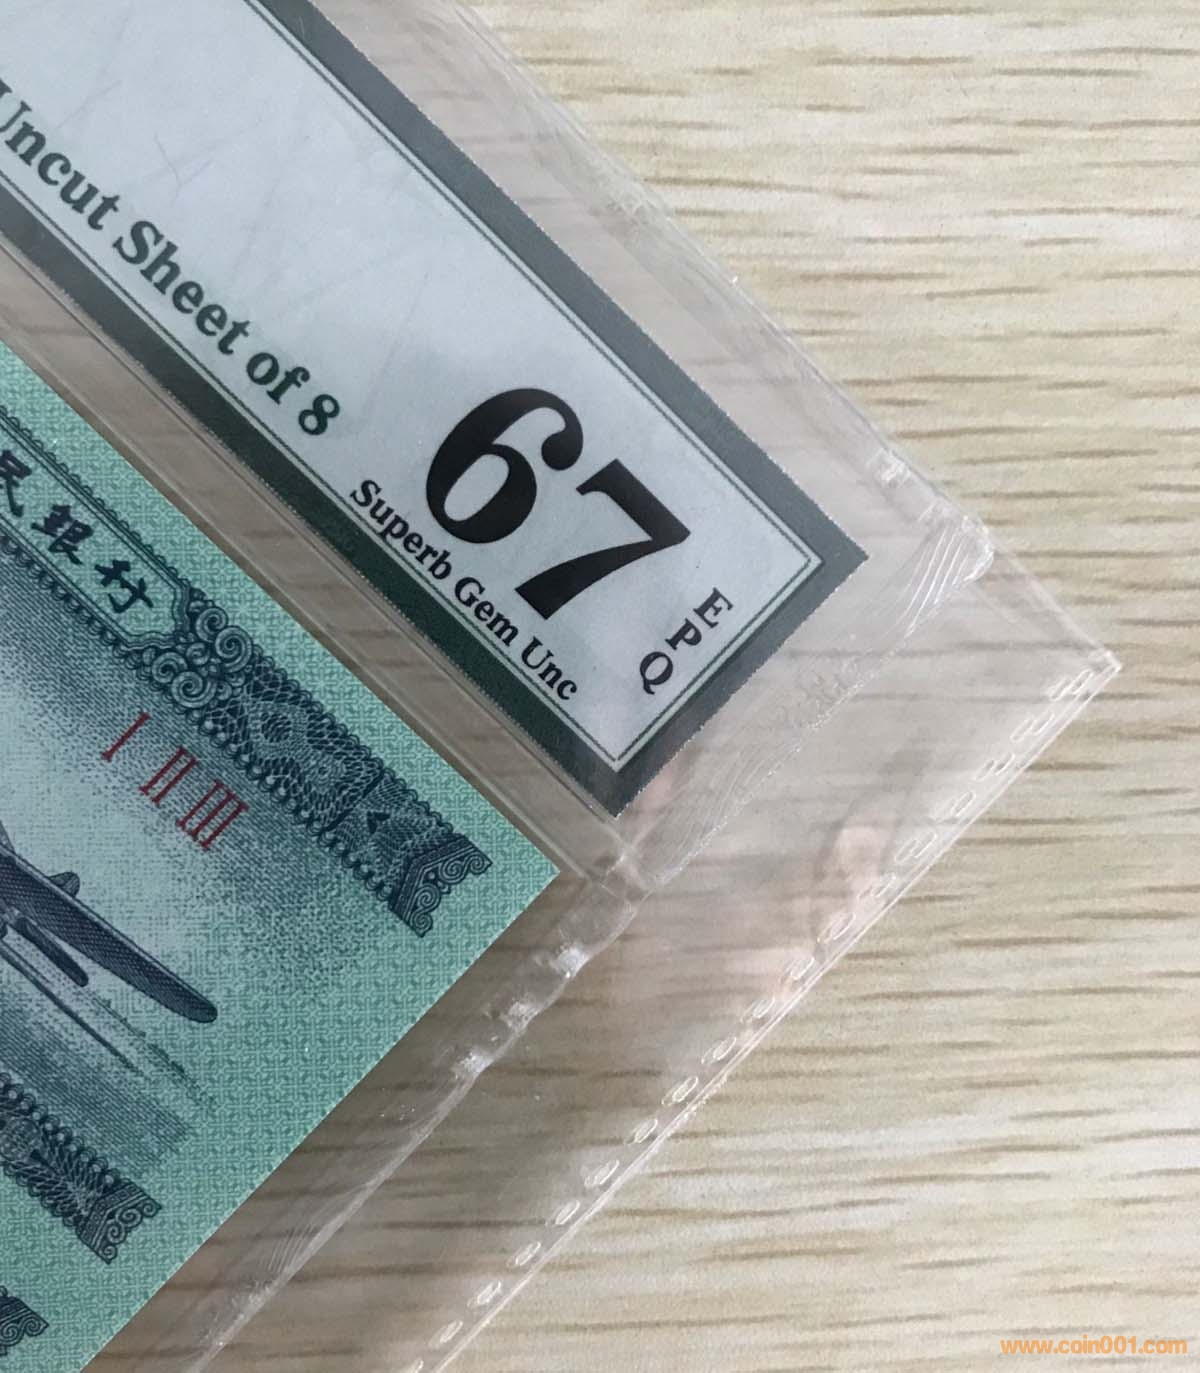 Uncut Sheet of 8
67
EPQ
Superb Gem Unc
民銀行
I II III
www.coin001.com